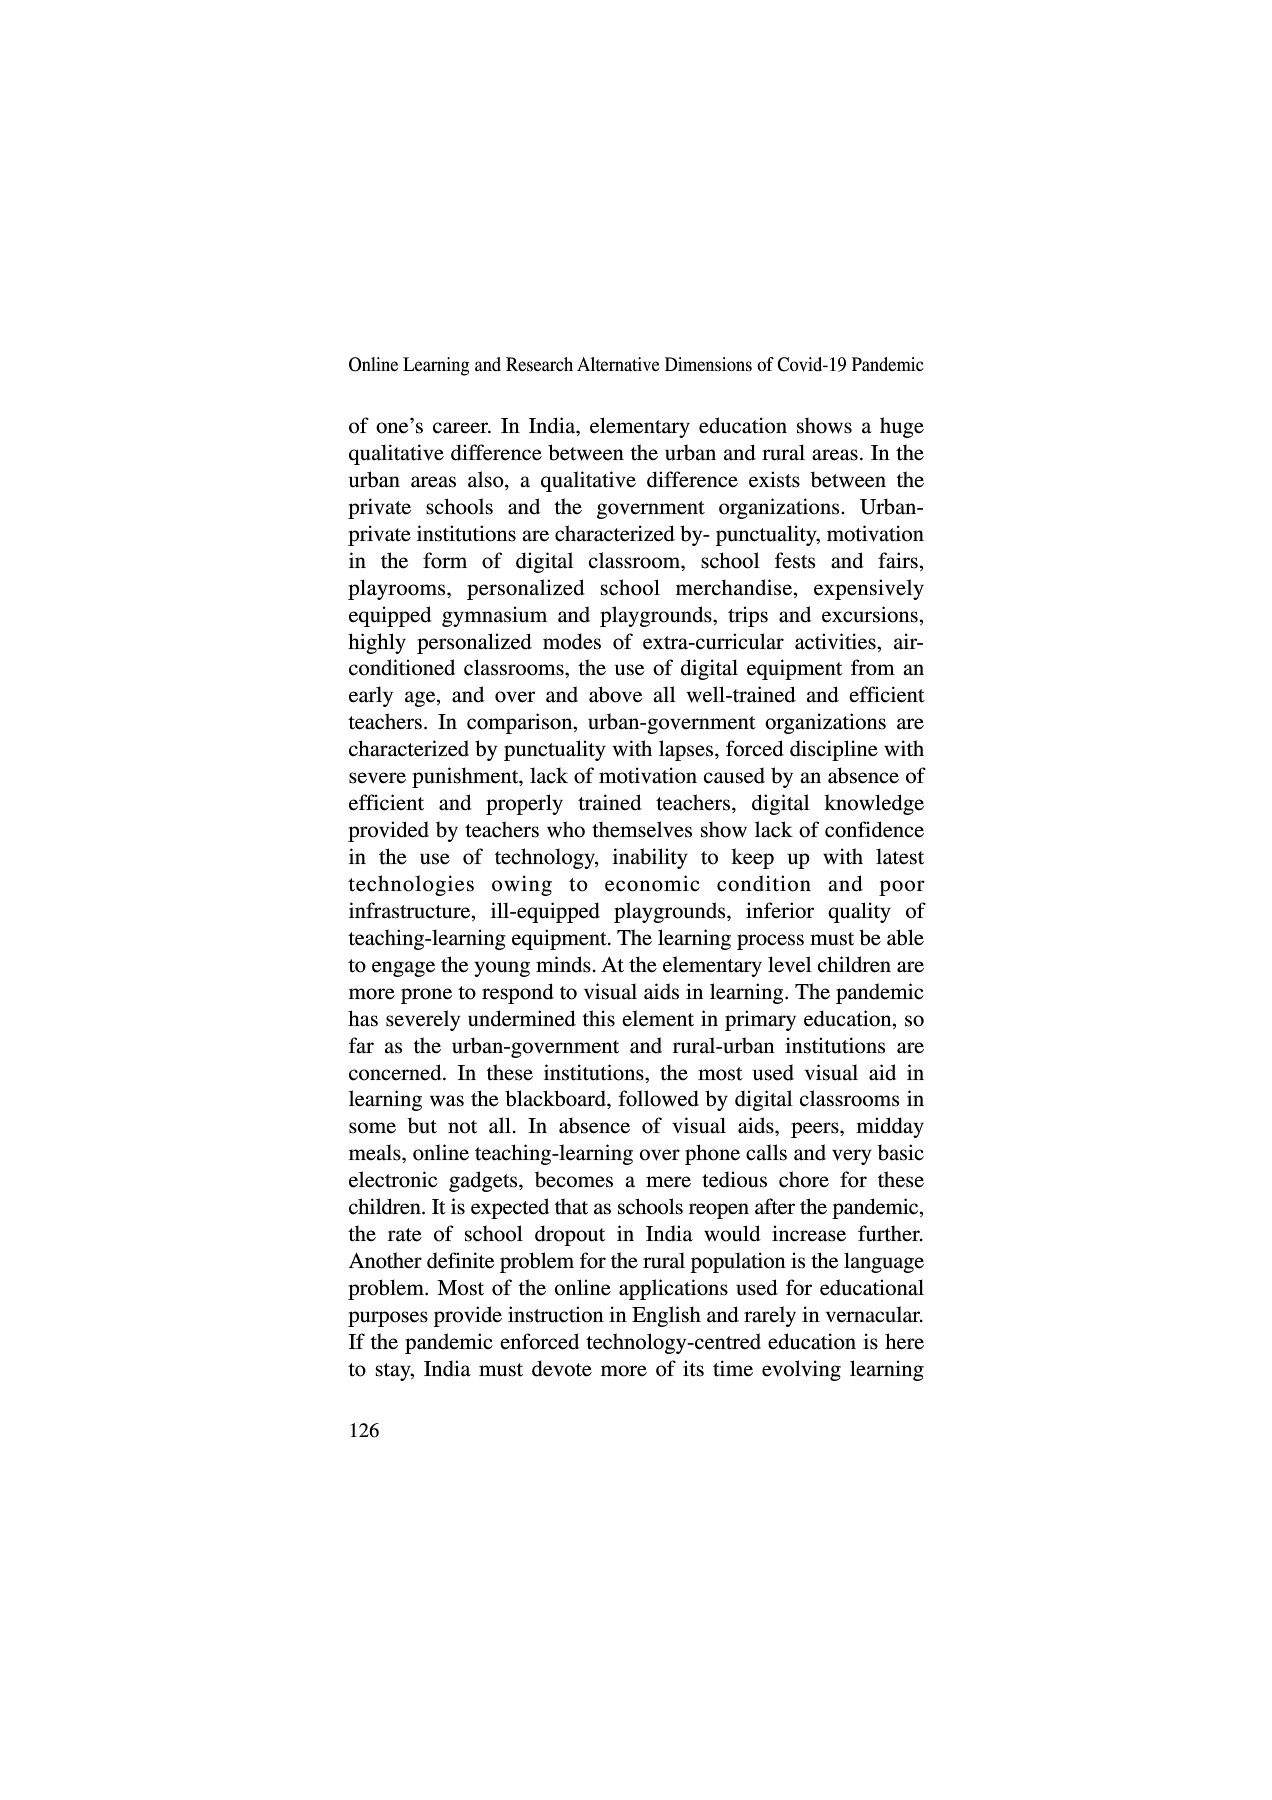 Online Learning and Research Alternative Dimensions of Covid-19 Pandemic
of one’s career. In India, elementary education shows a huge
qualitative difference between the urban and rural areas. In the
urban areas also, a qualitative difference exists between the
private schools and the government organizations. Urban-
private institutions are characterized by- punctuality, motivation
in the form of digital classroom, school fests and fairs,
playrooms, personalized school merchandise, expensively
equipped gymnasium and playgrounds, trips and excursions,
highly personalized modes of extra-curricular activities, air-
conditioned classrooms, the use of digital equipment from an
early age, and over and above all well-trained and efficient
teachers. In comparison, urban-government organizations are
characterized by punctuality with lapses, forced discipline with
severe punishment, lack of motivation caused by an absence of
efficient and properly trained teachers, digital knowledge
provided by teachers who themselves show lack of confidence
in the use of technology, inability to keep up with latest
technologies owing to economic condition and poor
infrastructure, ill-equipped playgrounds, inferior quality of
teaching-learning equipment. The learning process must be able
to engage the young minds. At the elementary level children are
more prone to respond to visual aids in learning. The pandemic
has severely undermined this element in primary education, so
far as the urban-government and rural-urban institutions are
concerned. In these institutions, the most used visual aid in
learning was the blackboard, followed by digital classrooms in
some but not all. In absence of visual aids, peers, midday
meals, online teaching-learning over phone calls and very basic
electronic gadgets, becomes a mere tedious chore for these
children. It is expected that as schools reopen after the pandemic,
the rate of school dropout in India would increase further.
Another definite problem for the rural population is the language
problem. Most of the online applications used for educational
purposes provide instruction in English and rarely in vernacular.
If the pandemic enforced technology-centred education is here
to stay, India must devote more of its time evolving learning
126